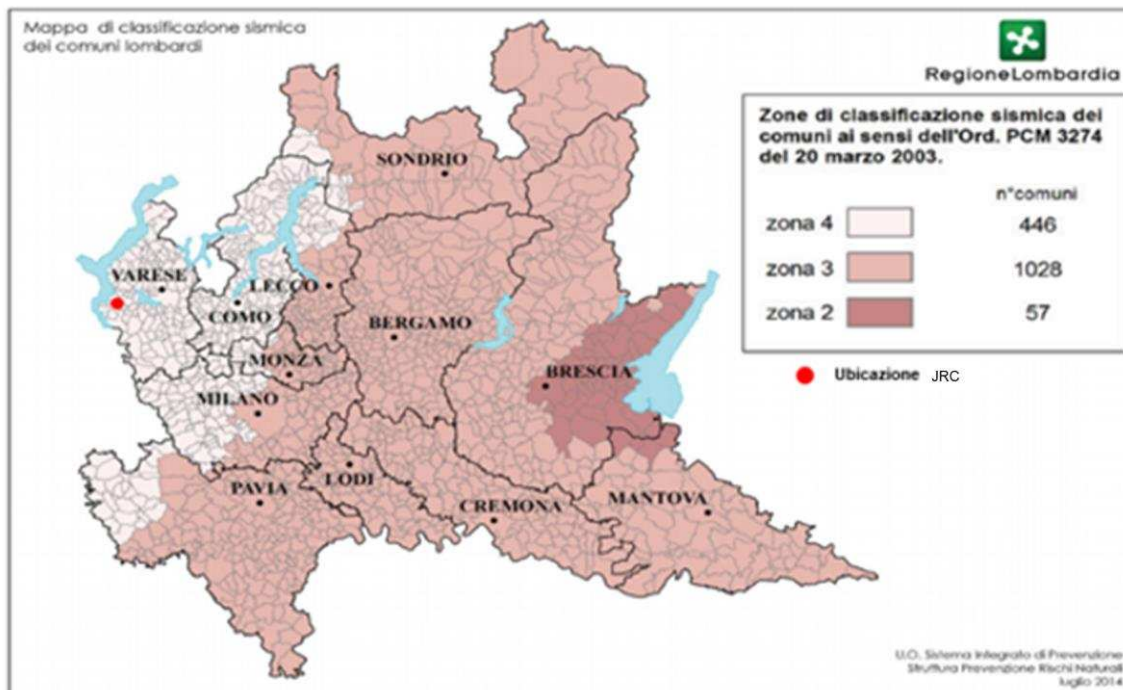 Mappa di classificazione sismica
dei comuni lombardi
RegioneLombardia
Zone di classificazione sismica dei
comuni ai sensi dell'Ord. PCM 3274
del 20 marzo 2003.
n°comuni
zona 4 446
zona 3 1028
zona 2 57
Ubicazione JRC
SONDRIO
VARESE
LECCO
COMO
BERGAMO
MONZA
BRESCIA
MILANO
LODI
PAVIA
CREMONA
MANTOVA
U.O. Sistema Integrato di Prevenzione
Struttura Prevenzione Rischi Naturali
luglio 2014